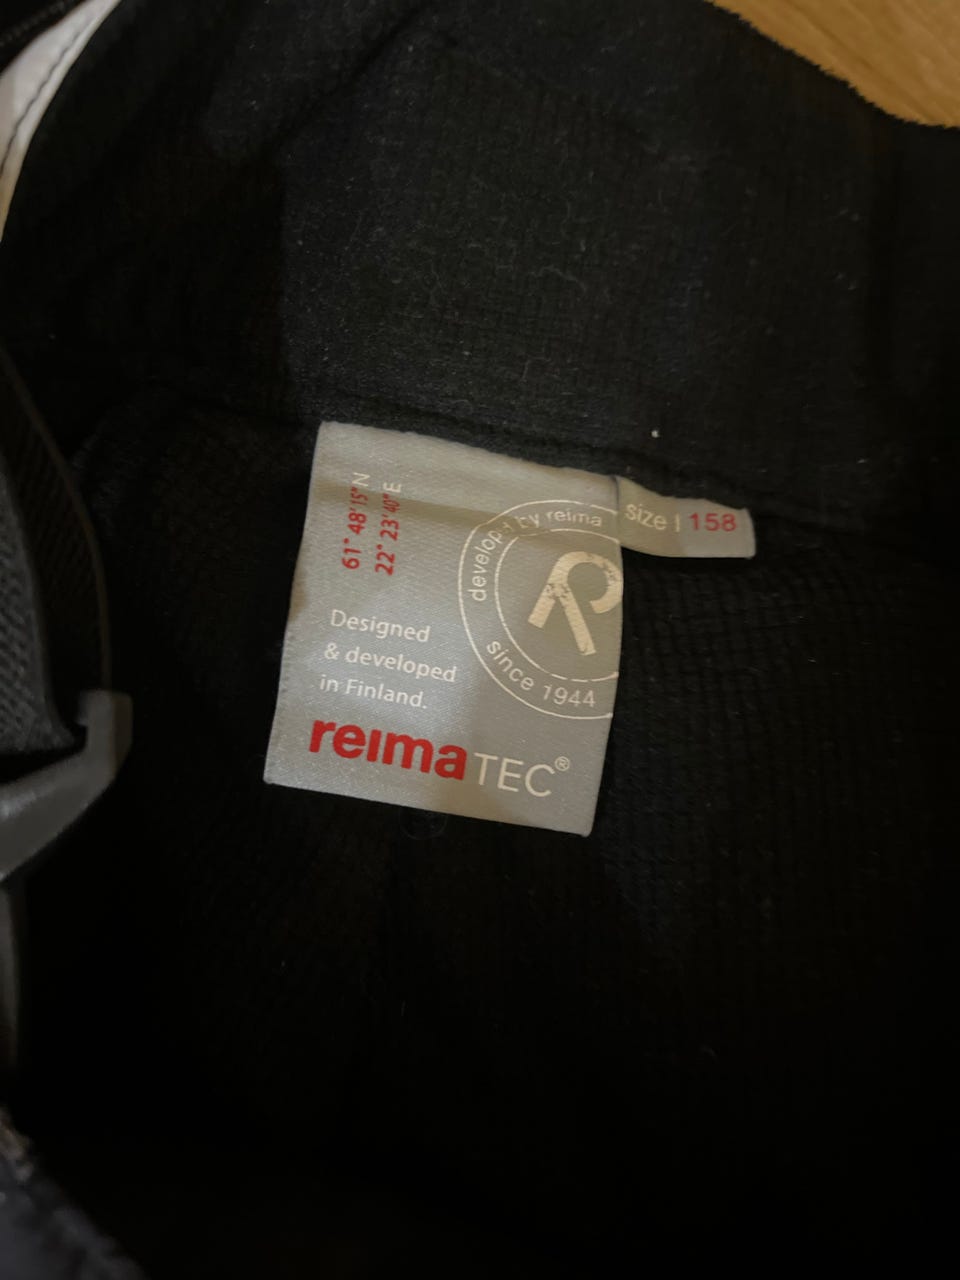 61° 48'15"N
22° 23'40"E
developed by reima
R
since 1944
size | 158
Designed
& developed
in Finland.
reimaTEC®